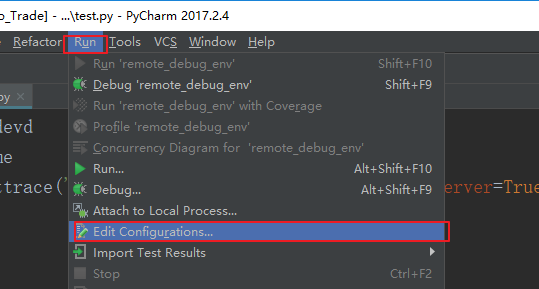 o_Trade] - ...\test.py - PyCharm 2017.2.4
Refactor Run Tools VCS Window Help
Run 'remote_debug_env' Shift+F10
.py × Debug 'remote_debug_env' Shift+F9
Run 'remote_debug_env' with Coverage
devd Profile 'remote_debug_env'
me Concurrency Diagram for 'remote_debug_env'
Run... Alt+Shift+F10
ttrace(' Debug... Alt+Shift+F9 erver=True
Attach to Local Process...
Edit Configurations...
Import Test Results
Stop Ctrl+F2